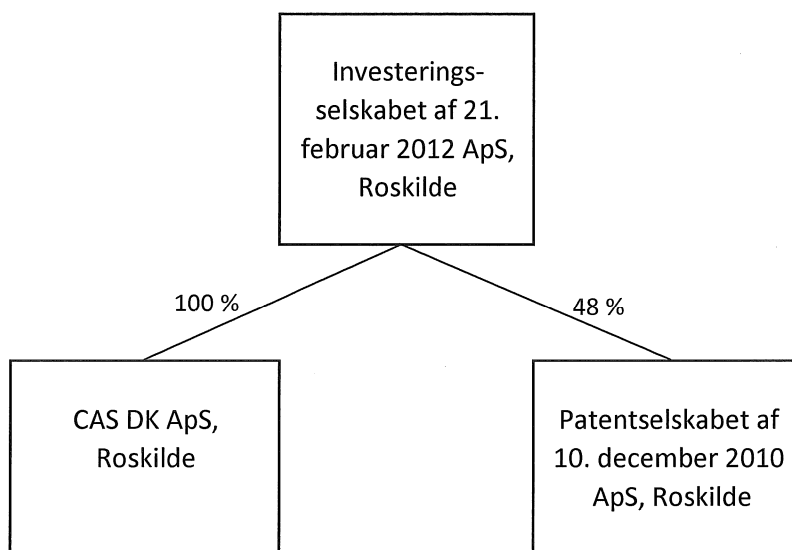 Investerings-
selskabet af 21.
februar 2012 ApS,
Roskilde
100 %
48 %
CAS DK ApS,
Roskilde
Patentselskabet af
10. december 2010
ApS, Roskilde